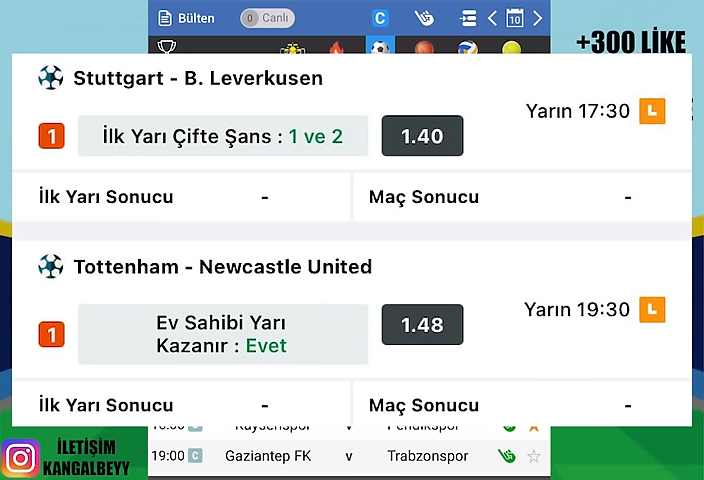 Bülten
0 Canlı
C
10
+300 LİKE
Stuttgart - B. Leverkusen
Yarın 17:30
1
İlk Yarı Çifte Şans : 1 ve 2
1.40
İlk Yarı Sonucu -
Maç Sonucu -
Tottenham - Newcastle United
Yarın 19:30
1
Ev Sahibi Yarı
Kazanır : Evet
1.48
İlk Yarı Sonucu -
Maç Sonucu -
v
19:00 C Gaziantep FK v Trabzonspor
İLETİŞİM
KANGALBEYY